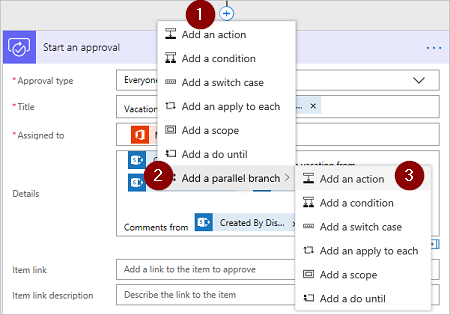 1
Add an action
Add a condition
Start an approval
Add a switch case
Approval type
Everyone
Add an apply to each
Title
Vacation
Add a scope
Assigned to
Add a do until
vacation from
2
Add a parallel branch
Add an action
3
Details
Add a condition
Add a switch case
Comments from
Created By Dis...
Add an apply to each
Item link
Add a link to the item to approve
Add a scope
Item link description
Describe the link to the item
Add a do until